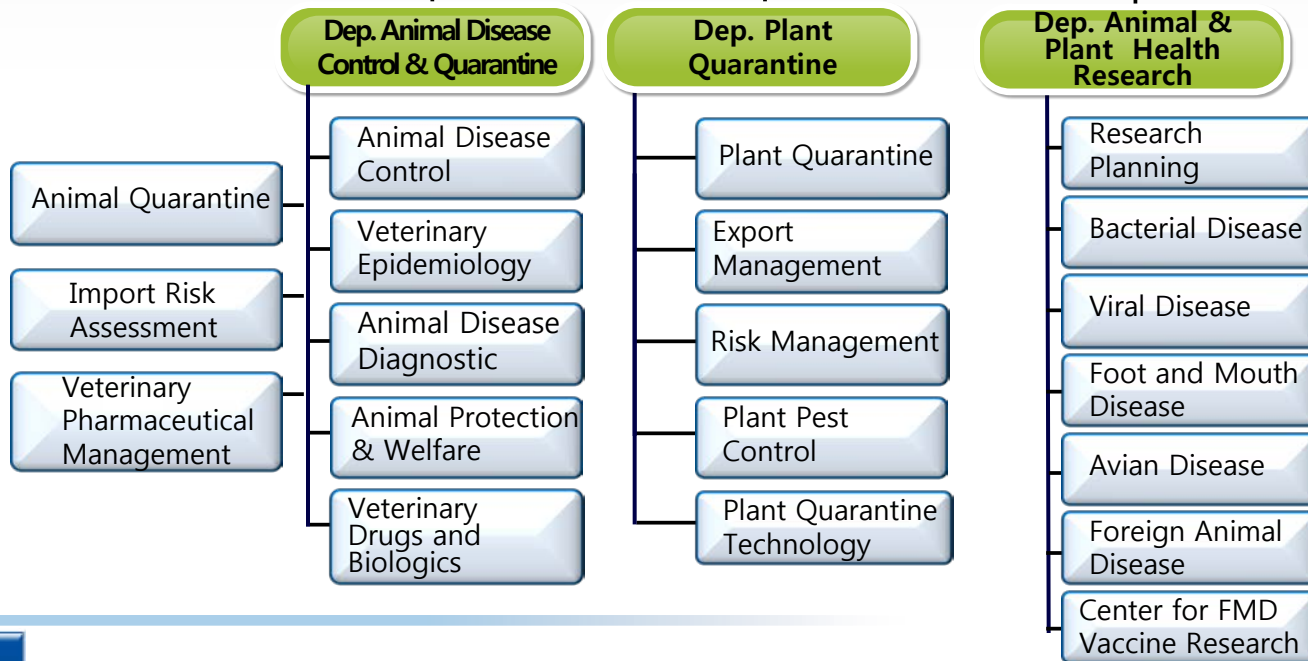 Dep. Animal Disease
Control & Quarantine
Animal Quarantine
Import Risk
Assessment
Veterinary
Pharmaceutical
Management
Animal Disease
Control
Veterinary
Epidemiology
Animal Disease
Diagnostic
Animal Protection
& Welfare
Veterinary
Drugs and
Biologics
Dep. Plant
Quarantine
Plant Quarantine
Export
Management
Risk Management
Plant Pest
Control
Plant Quarantine
Technology
Dep. Animal &
Plant Health
Research
Research
Planning
Bacterial Disease
Viral Disease
Foot and Mouth
Disease
Avian Disease
Foreign Animal
Disease
Center for FMD
Vaccine Research